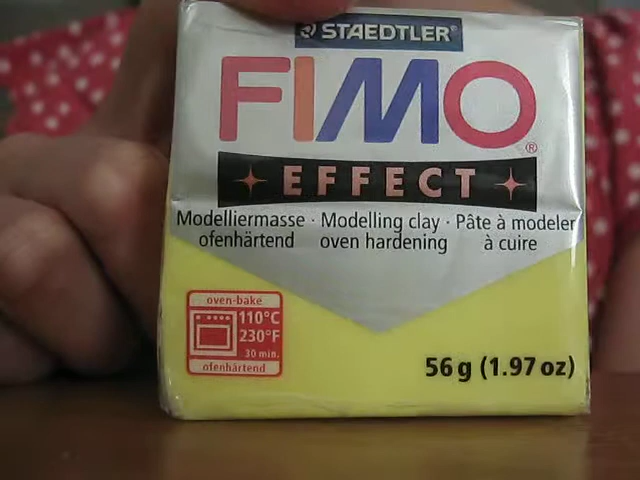 STAEDTLER®
FIMO®
EFFECT
Modelliermasse · Modelling clay · Pâte à modeler
ofenhärtend oven hardening à cuire
oven-bake
110°C
230°F
30 min.
ofenhärtend
56 g (1.97 oz)